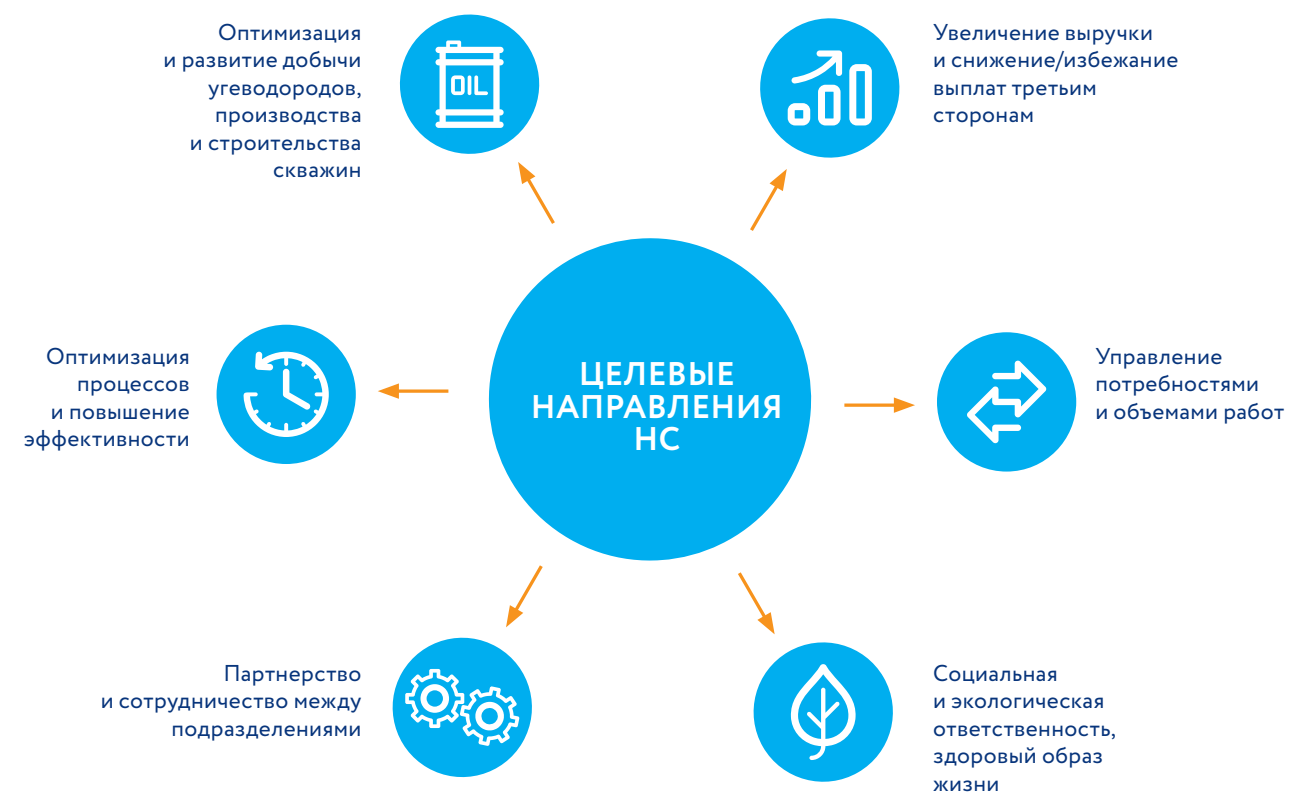 Оптимизация
и развитие добычи
угеводородов,
производства
и строительства
скважин
OIL
Увеличение выручки
и снижение/избежание
выплат третьим
сторонам
Оптимизация
процессов
и повышение
эффективности
ЦЕЛЕВЫЕ
НАПРАВЛЕНИЯ
НС
Управление
потребностями
и объемами работ
Партнерство
и сотрудничество между
подразделениями
Социальная
и экологическая
ответственность,
здоровый образ
жизни